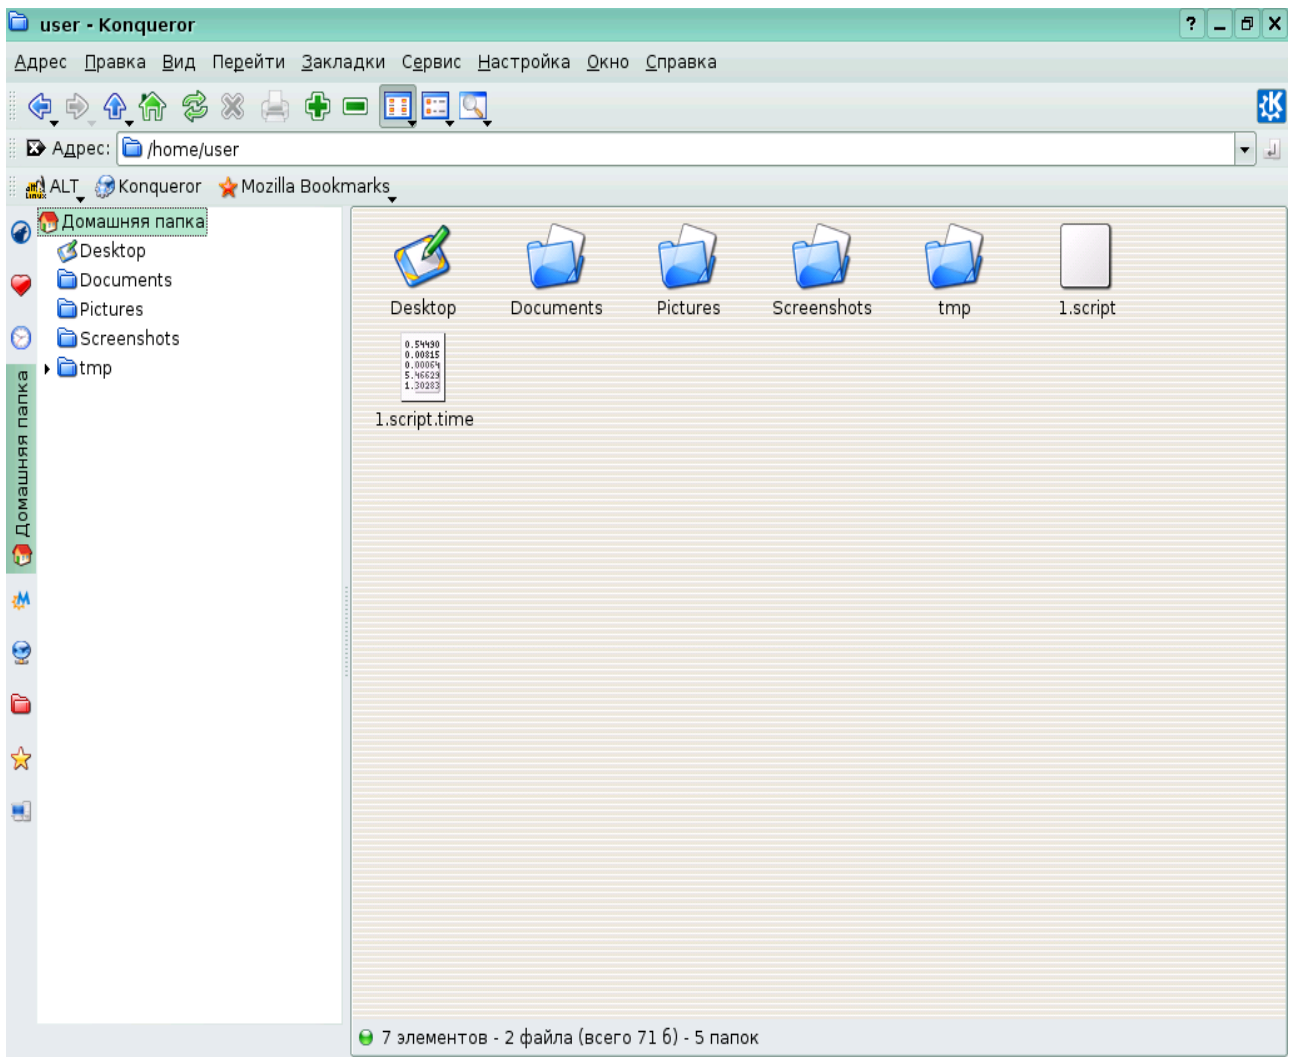 user - Konqueror
Адрес Правка Вид Перейти Закладки Сервис Настройка Окно Справка
Адрес: /home/user
ALT Konqueror Mozilla Bookmarks
Домашняя папка
Desktop
Documents
Pictures
Screenshots
tmp
Домашняя папка
Desktop Documents Pictures Screenshots tmp 1.script
0.54490
0.00815
0.00064
5.46629
1.30283
1.script.time
7 элементов - 2 файла (всего 71 б) - 5 папок